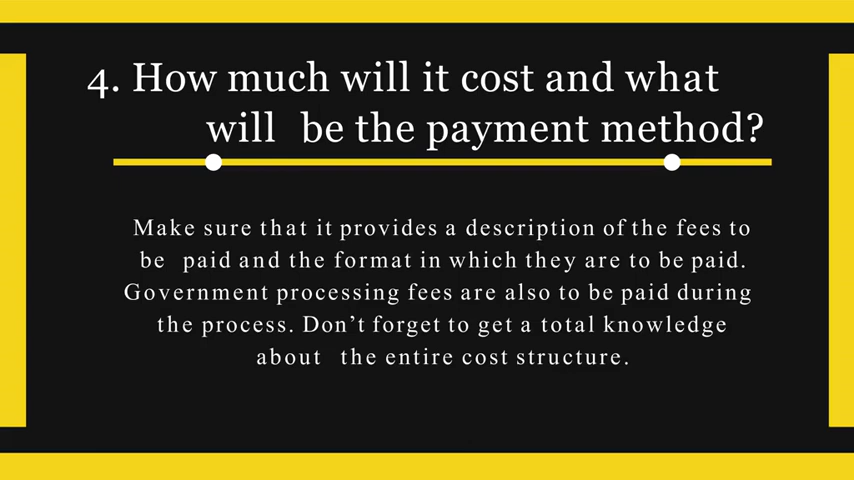 4. How much will it cost and what
will be the payment method?
Make sure that it provides a description of the fees to
be paid and the format in which they are to be paid.
Government processing fees are also to be paid during
the process. Don’t forget to get a total knowledge
about the entire cost structure.